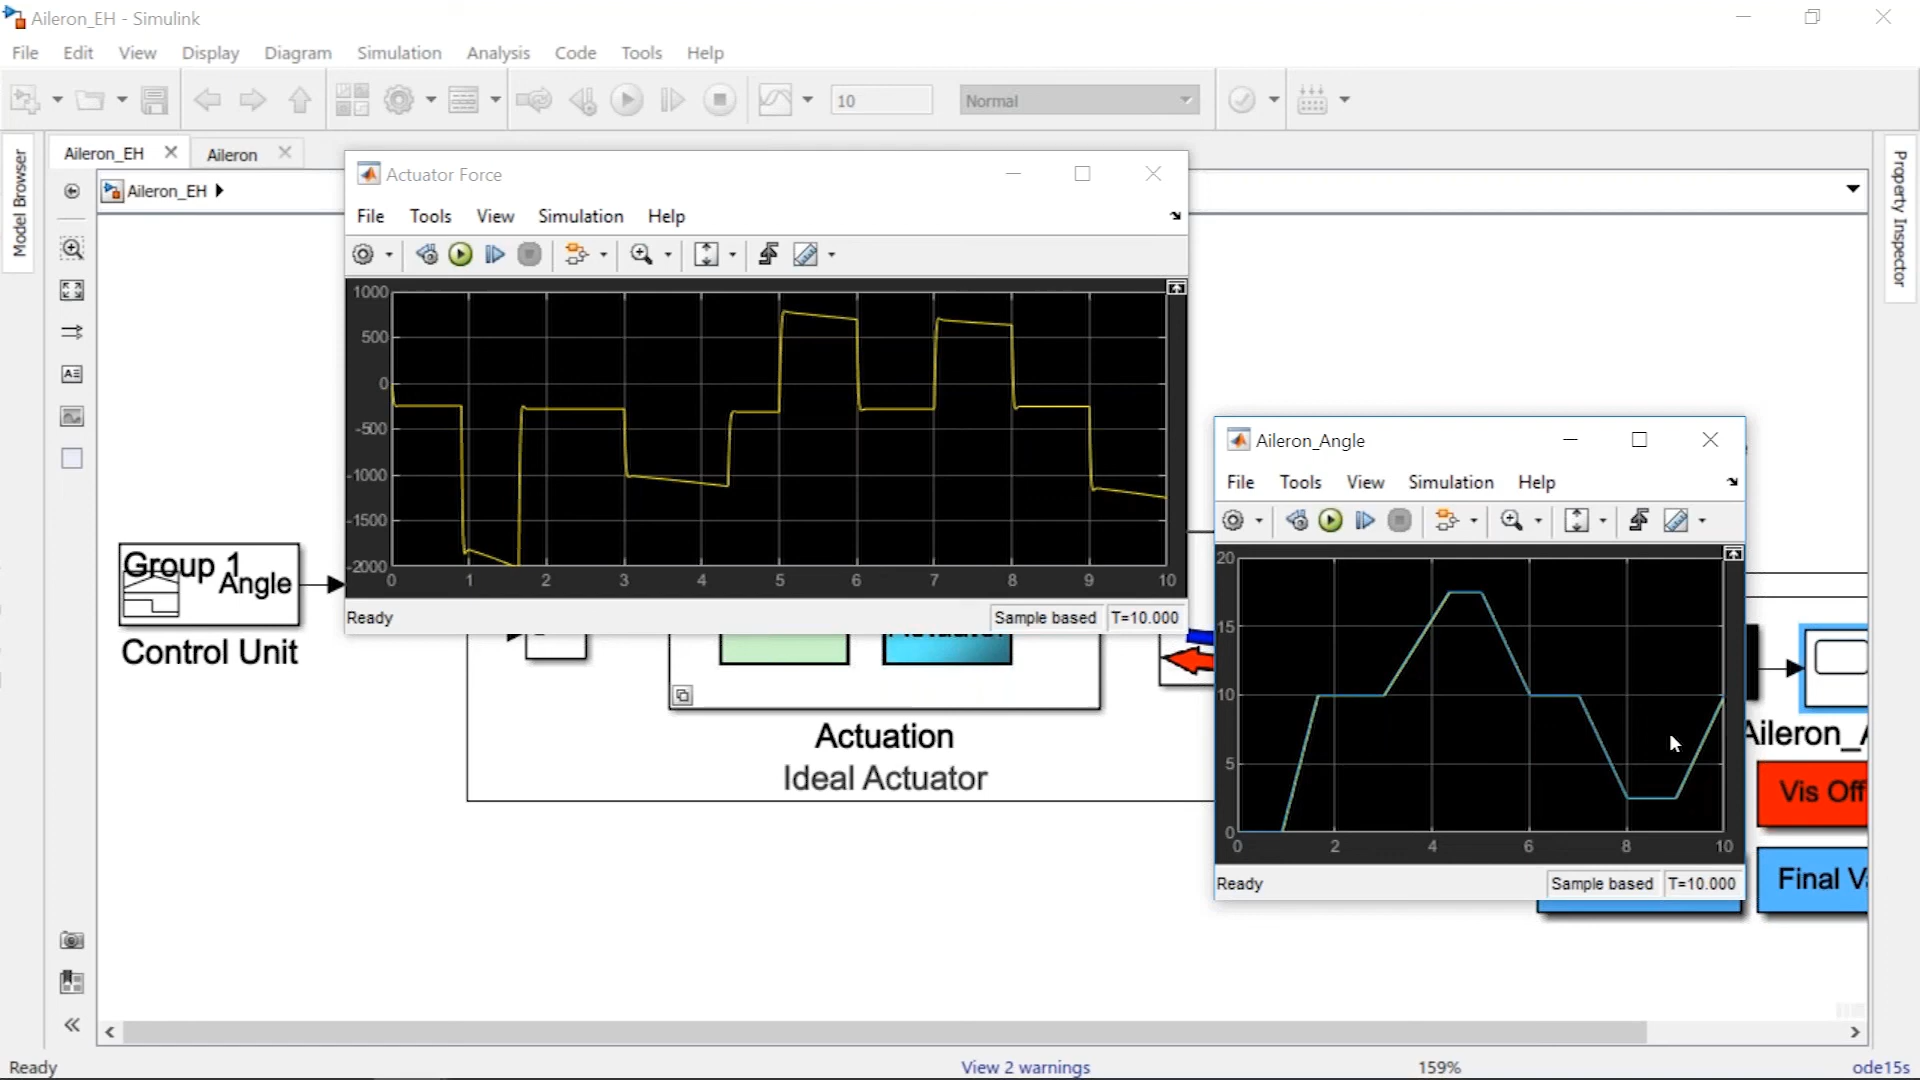 Aileron_EH - Simulink
File Edit View Display Diagram Simulation Analysis Code Tools Help
10
Normal
Model Browser
Aileron_EH
Aileron
Aileron_EH
Property Inspector
Actuator Force
File Tools View Simulation Help
1000
500
0
-500
-1000
-1500
-2000
0 1 2 3 4 5 6 7 8 9 10
Ready
Sample based T=10.000
Group 1
Angle
Control Unit
Actuation
Ideal Actuator
Aileron_Angle
File Tools View Simulation Help
20
15
10
5
0
0 2 4 6 8 10
Ready
Sample based T=10.000
Aileron_
Vis Off
Final
Ready
View 2 warnings
159%
ode15s